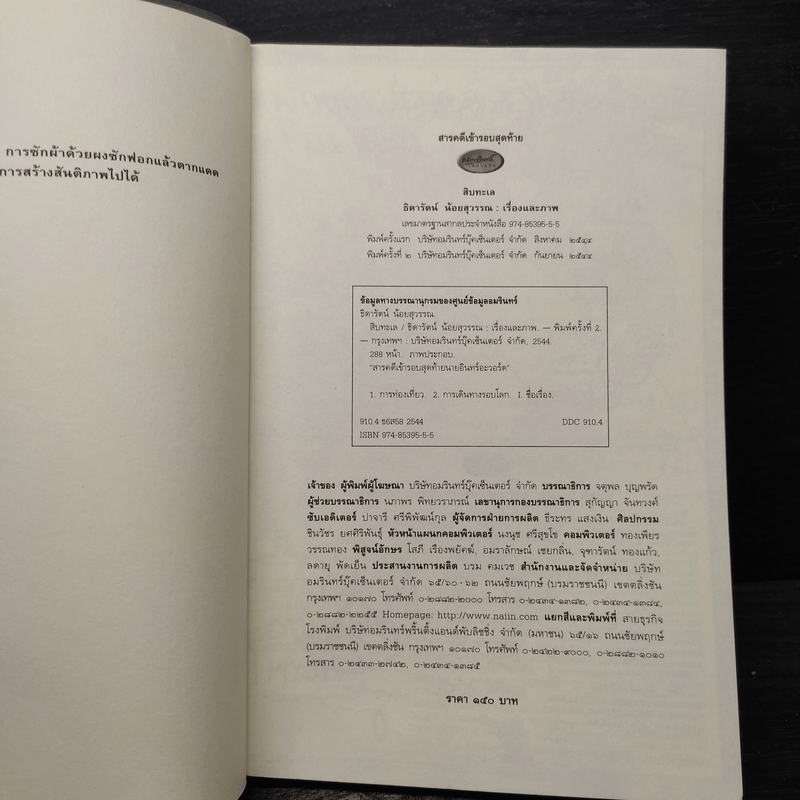 การซักผ้าด้วยผงซักฟอกแล้วตากแดด
การสร้างสันติภาพไปได้
สารคดีเข้ารอบสุดท้าย
สิบทะเล
ธิดารัตน์ น้อยสุวรรณ : เรื่องและภาพ
เลขมาตรฐานสากลประจำหนังสือ 974-85395-5-5
พิมพ์ครั้งแรก บริษัทอมรินทร์บุ๊คเซ็นเตอร์ จำกัด สิงหาคม ๒๕๔๔
พิมพ์ครั้งที่ ๒ บริษัทอมรินทร์บุ๊คเซ็นเตอร์ จำกัด กันยายน ๒๕๔๔
ข้อมูลทางบรรณานุกรมของศูนย์ข้อมูลอมรินทร์
ธิดารัตน์ น้อยสุวรรณ.
สิบทะเล / ธิดารัตน์ น้อยสุวรรณ : เรื่องและภาพ. — พิมพ์ครั้งที่ 2.
— กรุงเทพฯ : บริษัทอมรินทร์บุ๊คเซ็นเตอร์ จำกัด, 2544.
288 หน้า. ภาพประกอบ.
"สารคดีเข้ารอบสุดท้ายนายอินทร์อะวอร์ด"
1. การท่องเที่ยว. 2. การเดินทางรอบโลก. I. ชื่อเรื่อง.
910.4 ธ6ส58 2544 DDC 910.4
ISBN 974-85395-5-5
เจ้าของ ผู้พิมพ์ผู้โฆษณา บริษัทอมรินทร์บุ๊คเซ็นเตอร์ จำกัด บรรณาธิการ จตุพล บุญพรัด
ผู้ช่วยบรรณาธิการ นภาพร พิทยวราภรณ์ เลขานุการกองบรรณาธิการ สุกัญญา จันทวงศ์
ซับเอดิเตอร์ ปาจารี ศรีพิพัฒน์กุล ผู้จัดการฝ่ายการผลิต ธีระทร แสงเงิน ศิลปกรรม
ชินวัชร ยศศิริพันธุ์ หัวหน้าแผนกคอมพิวเตอร์ นงนุช ศรีสุขโข คอมพิวเตอร์ ทองเพียร
วรรณทอง พิสูจน์อักษร โสภี เรืองพยัคฆ์, อมราลักษณ์ เชยกลิ่น, จุฑารัตน์ ทองแก้ว,
ลดายุ พัดเย็น ประสานงานการผลิต บรม คมเวช สำนักงานและจัดจำหน่าย บริษัท
อมรินทร์บุ๊คเซ็นเตอร์ จำกัด ๖๕/๖๐-๖๒ ถนนชัยพฤกษ์ (บรมราชชนนี) เขตตลิ่งชัน
กรุงเทพฯ ๑๐๑๗๐ โทรศัพท์ ๐-๒๘๘๒-๒๐๐๐ โทรสาร ๐-๒๔๓๔-๑๓๘๒, ๐-๒๔๓๔-๑๓๘๔,
๐-๒๘๘๒-๒๒๕๕ Homepage: http://www.naiin.com แยกสีและพิมพ์ที่ สายธุรกิจ
โรงพิมพ์ บริษัทอมรินทร์พริ้นติ้งแอนด์พับลิชชิ่ง จำกัด (มหาชน) ๖๕/๑๖ ถนนชัยพฤกษ์
(บรมราชชนนี) เขตตลิ่งชัน กรุงเทพฯ ๑๐๑๗๐ โทรศัพท์ ๐-๒๔๒๒-๙๐๐๐, ๐-๒๘๘๒-๑๐๑๐
โทรสาร ๐-๒๔๓๓-๒๗๔๒, ๐-๒๔๓๔-๑๓๘๕
ราคา ๑๕๐ บาท